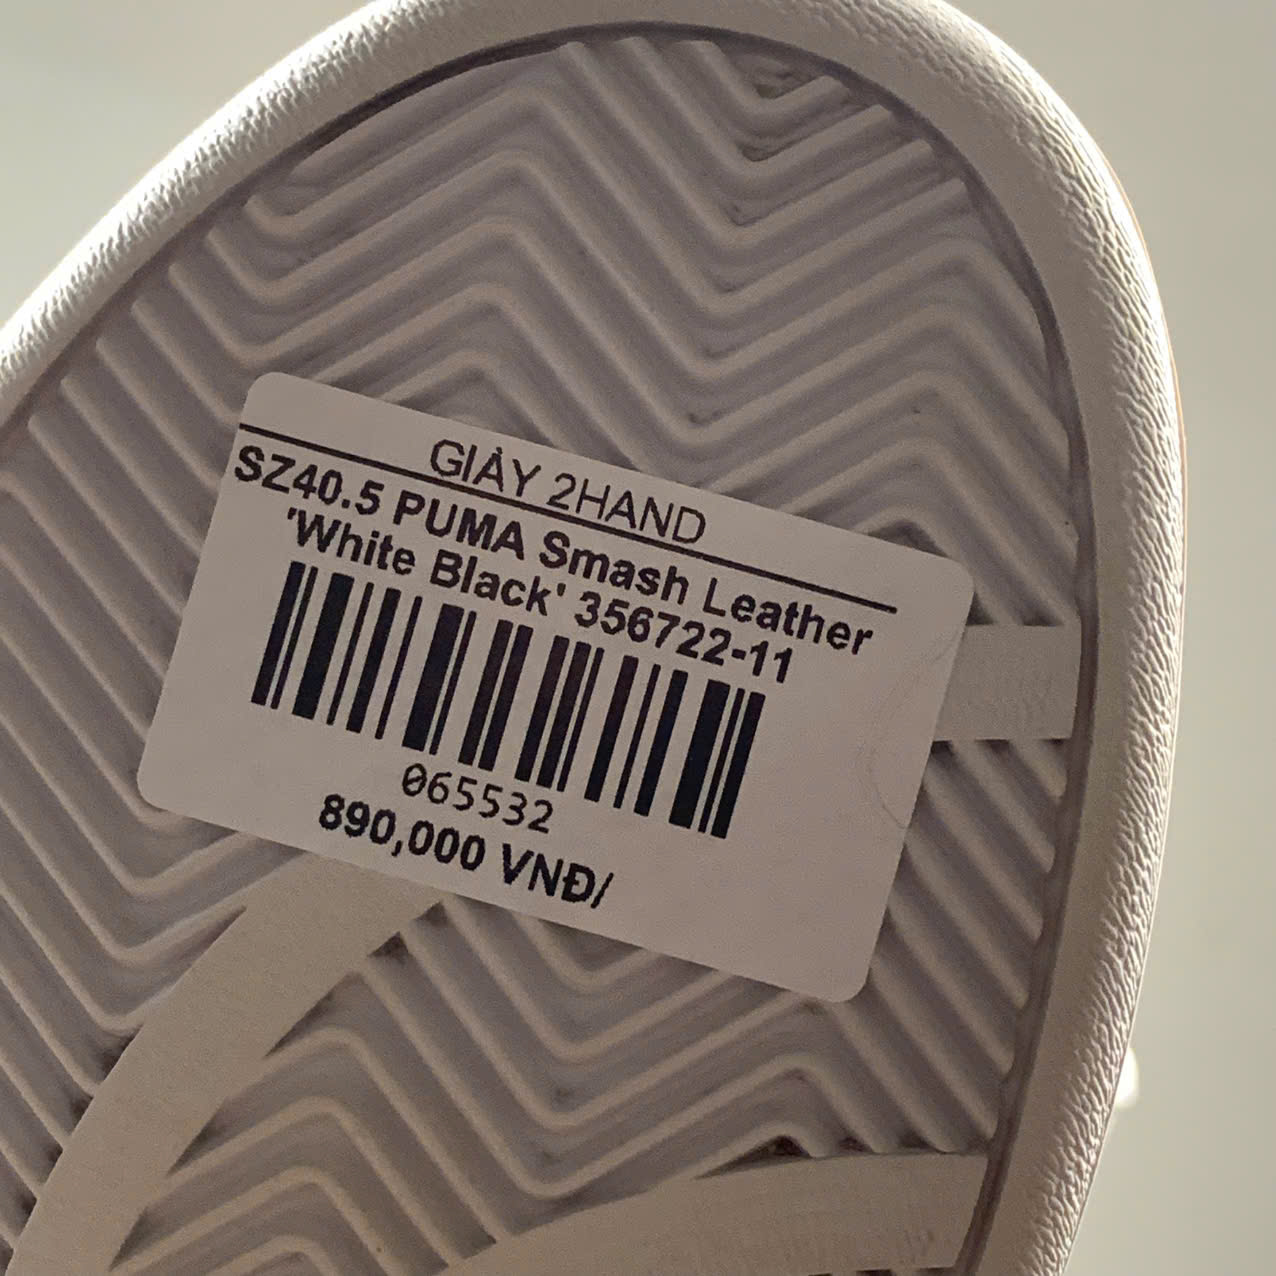 GIÀY 2HAND
SZ40.5 PUMA Smash Leather
'White Black' 356722-11
065532
890,000 VNĐ/